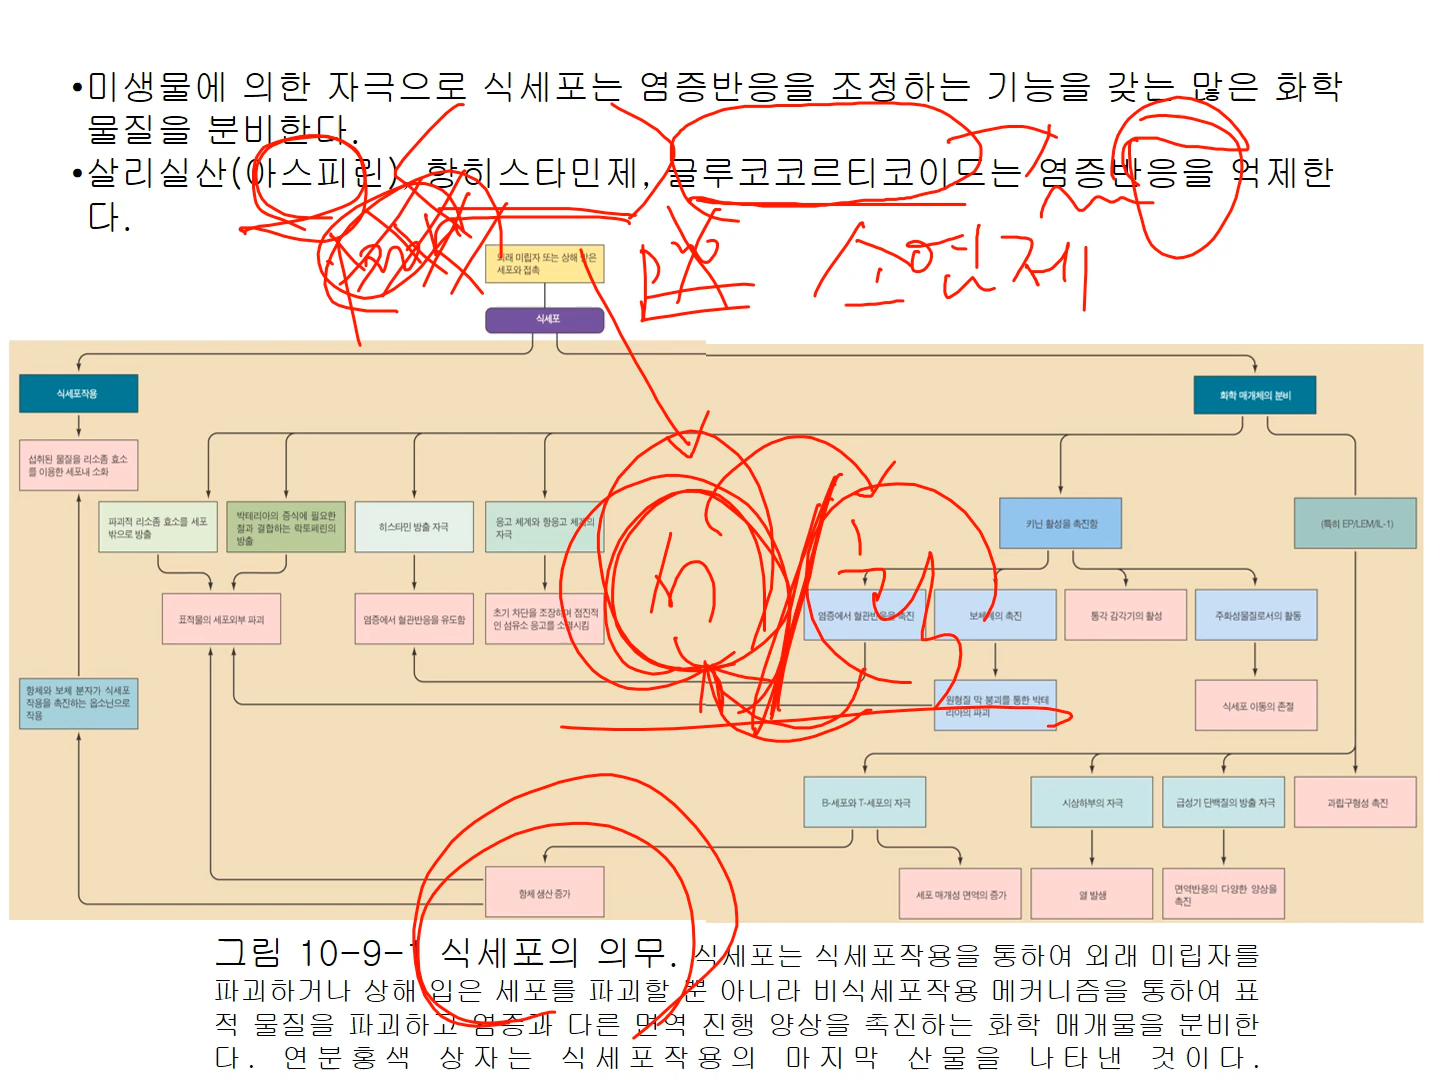 •미생물에 의한 자극으로 식세포는 염증반응을 조정하는 기능을 갖는 많은 화학
물질을 분비한다.
•살리실산(아스피린), 항히스타민제, 글루코코르티코이드는 염증반응을 억제한
다.
소염제
외래 미립자 또는 상해 입은
세포와 접촉
식세포
식세포작용
화학 매개체의 분비
섭취된 물질을 리소좀 효소
를 이용한 세포내 소화
파괴적 리소좀 효소를 세포
밖으로 방출
박테리아의 증식에 필요한
철과 결합하는 락토페린의
방출
히스타민 방출 자극
응고 체계와 항응고 체계의
자극
키닌 활성을 촉진함
(특히 EP/LEM/IL-1)
표적물의 세포외부 파괴
염증에서 혈관반응을 유도함
초기 차단을 조장하며 점진적
인 섬유소 응고를 소멸시킴
염증에서 혈관반응을 촉진
보체계의 촉진
통각 감각기의 활성
주화성물질로서의 활동
항체와 보체 분자가 식세포
작용을 촉진하는 옵소닌으로
작용
원형질 막 붕괴를 통한 박테
리아의 파괴
식세포 이동의 존절
B-세포와 T-세포의 자극
시상하부의 자극
급성기 단백질의 방출 자극
과립구형성 촉진
항체 생산 증가
세포 매개성 면역의 증가
열 발생
면역반응의 다양한 양상을
촉진
그림 10-9-1 식세포의 의무. 식세포는 식세포작용을 통하여 외래 미립자를
파괴하거나 상해 입은 세포를 파괴할 뿐 아니라 비식세포작용 메커니즘을 통하여 표
적 물질을 파괴하고 염증과 다른 면역 진행 양상을 촉진하는 화학 매개물을 분비한
다. 연분홍색 상자는 식세포작용의 마지막 산물을 나타낸 것이다.